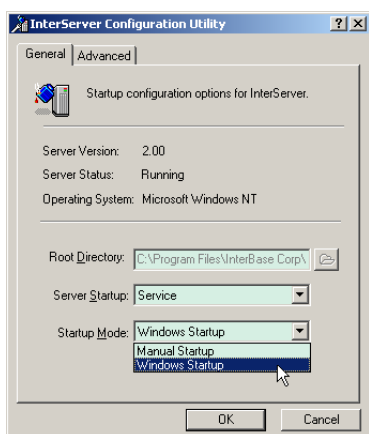 InterServer Configuration Utility
General Advanced
Startup configuration options for InterServer.
Server Version: 2.00
Server Status: Running
Operating System: Microsoft Windows NT
Root Directory: C:\Program Files\InterBase Corp\
Server Startup: Service
Startup Mode: Windows Startup
Manual Startup
Windows Startup
OK Cancel